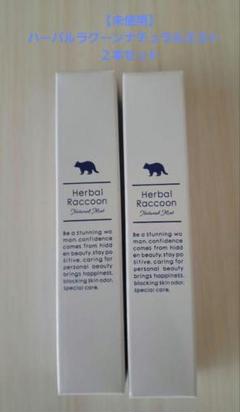 【未使用】
ハーバルラクーンナチュラルミント
２本セット
Herbal
Raccoon
Natural Mint
Be a stunning wo
man, confidence
comes from hidd
en beauty, stay po
sitive, caring for
personal beauty
brings happiness,
blocking skin odor,
special care.
Herbal
Raccoon
Natural Mint
Be a stunning wo
man, confidence
comes from hidd
en beauty, stay po
sitive, caring for
personal beauty
brings happiness,
blocking skin odor,
special care.